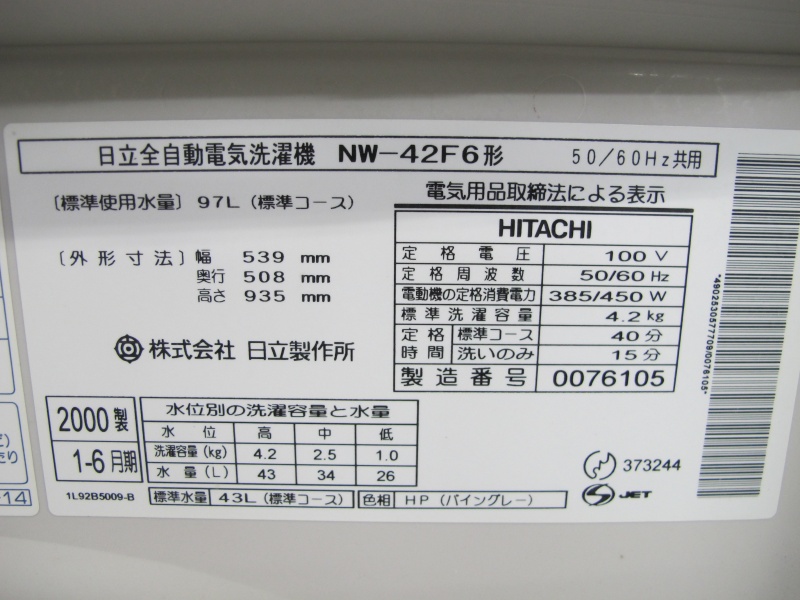 日立全自動電気洗濯機 NW-42F6形 50/60Hz共用
〔標準使用水量〕 97L (標準コース)
〔外形寸法〕 幅 539 mm
奥行 508 mm
高さ 935 mm
株式会社 日立製作所
電気用品取締法による表示
HITACHI
定格電圧 100 V
定格周波数 50/60 Hz
電動機の定格消費電力 385/450 W
標準洗濯容量 4.2 kg
定格時間 標準コース 40 分
洗いのみ 15 分
製造番号 0076105
2000製
1-6月期
水位別の洗濯容量と水量
水位 高 中 低
洗濯容量(kg) 4.2 2.5 1.0
水量(L) 43 34 26
1L92B5009-B
標準水量 43L (標準コース)
色相 HP (パイングレー)
373244
S JET
*4902530577709/0076105*
たり
-14